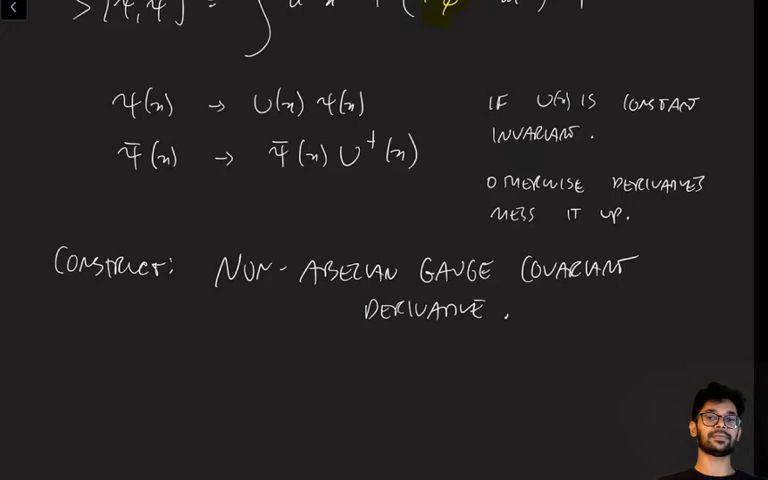 S[ψ, ψ̄] =
ψ(x) → U(x) ψ(x)
ψ̄(x) → ψ̄(x) U†(x)
IF U(x) IS CONSTANT
INVARIANT.
OTHERWISE DERIVATIVES
MESS IT UP.
CONSTRUCT: NON-ABELIAN GAUGE COVARIANT
DERIVATIVE.